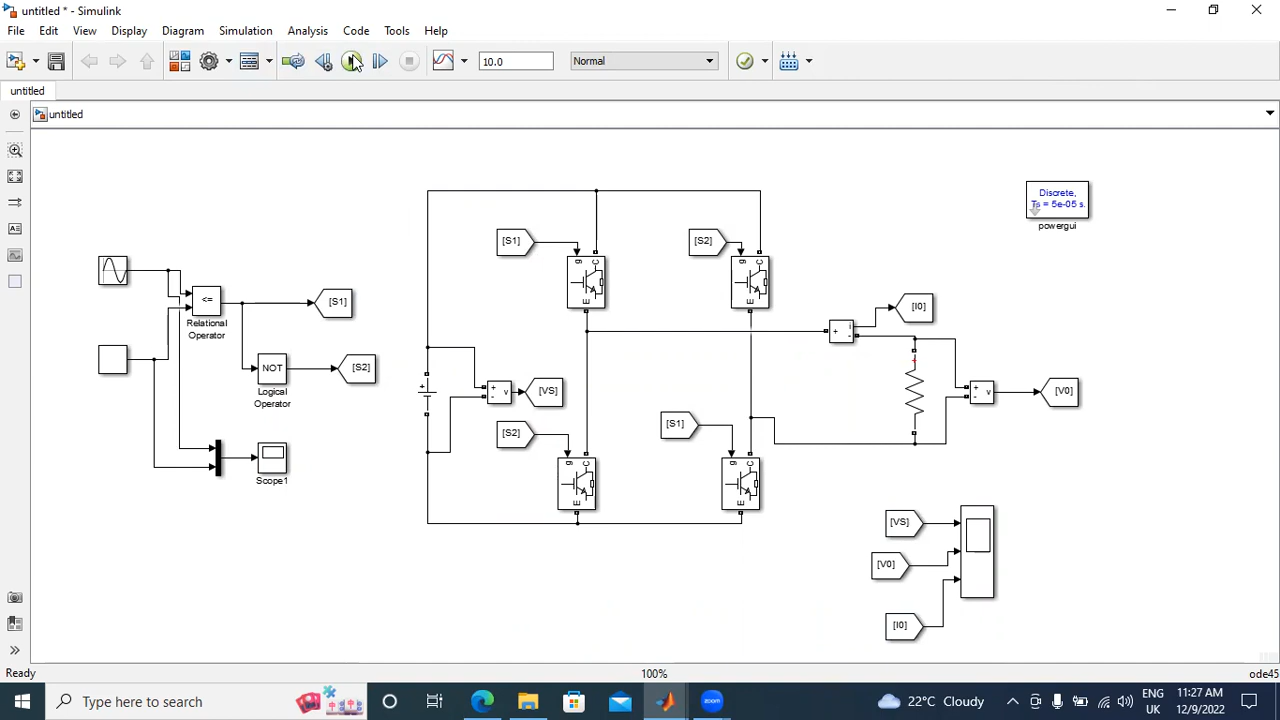 untitled * - Simulink
File Edit View Display Diagram Simulation Analysis Code Tools Help
10.0 Normal
untitled
untitled
Discrete,
Ts = 5e-05 s.
powergui
[S1] [S2]
<=
[S1]
Relational
Operator
g C
E
g C
E
[I0]
+ i
-
NOT
[S2]
Logical
Operator
+
+
- v
[VS]
+
+
- v
[V0]
[S2]
[S1]
g C
E
g C
E
Scope1
[VS]
[V0]
[I0]
Ready 100% ode45
Type here to search
zoom
22°C Cloudy
ENG
UK
11:27 AM
12/9/2022